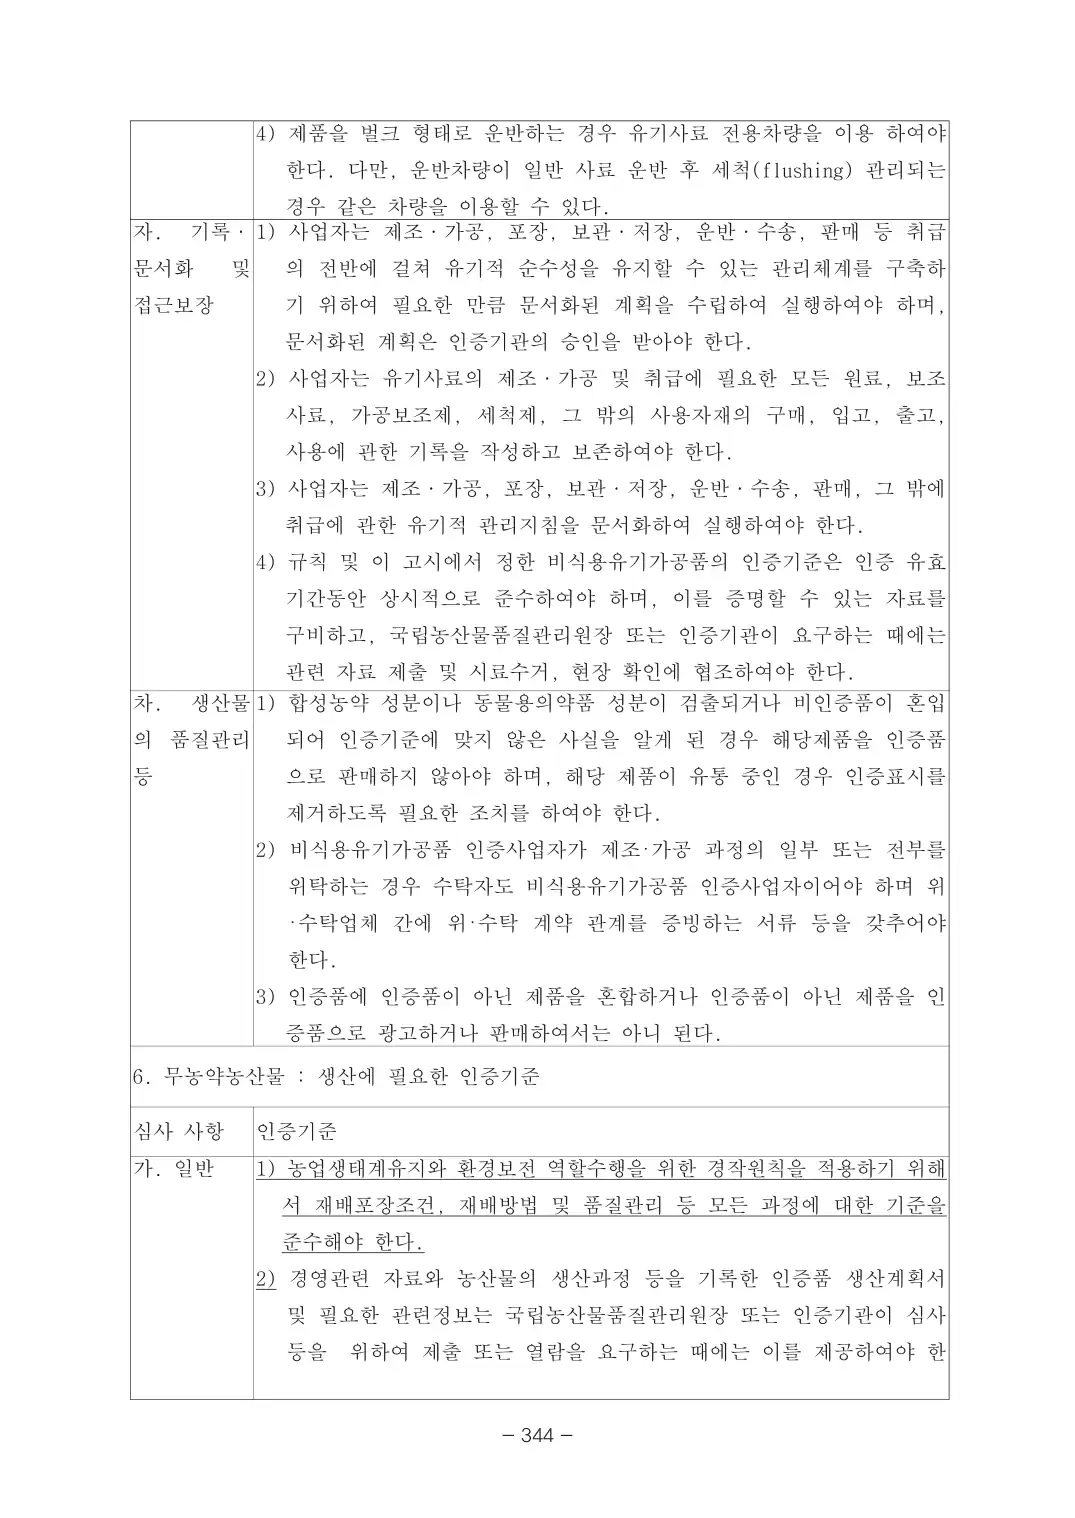 4) 제품을 벌크 형태로 운반하는 경우 유기사료 전용차량을 이용 하여야
한다. 다만, 운반차량이 일반 사료 운반 후 세척(flushing) 관리되는
경우 같은 차량을 이용할 수 있다.
자. 기록·
문서화 및
접근보장
1) 사업자는 제조·가공, 포장, 보관·저장, 운반·수송, 판매 등 취급
의 전반에 걸쳐 유기적 순수성을 유지할 수 있는 관리체계를 구축하
기 위하여 필요한 만큼 문서화된 계획을 수립하여 실행하여야 하며,
문서화된 계획은 인증기관의 승인을 받아야 한다.
2) 사업자는 유기사료의 제조·가공 및 취급에 필요한 모든 원료, 보조
사료, 가공보조제, 세척제, 그 밖의 사용자재의 구매, 입고, 출고,
사용에 관한 기록을 작성하고 보존하여야 한다.
3) 사업자는 제조·가공, 포장, 보관·저장, 운반·수송, 판매, 그 밖에
취급에 관한 유기적 관리지침을 문서화하여 실행하여야 한다.
4) 규칙 및 이 고시에서 정한 비식용유기가공품의 인증기준은 인증 유효
기간동안 상시적으로 준수하여야 하며, 이를 증명할 수 있는 자료를
구비하고, 국립농산물품질관리원장 또는 인증기관이 요구하는 때에는
관련 자료 제출 및 시료수거, 현장 확인에 협조하여야 한다.
차. 생산물
의 품질관리
등
1) 합성농약 성분이나 동물용의약품 성분이 검출되거나 비인증품이 혼입
되어 인증기준에 맞지 않은 사실을 알게 된 경우 해당제품을 인증품
으로 판매하지 않아야 하며, 해당 제품이 유통 중인 경우 인증표시를
제거하도록 필요한 조치를 하여야 한다.
2) 비식용유기가공품 인증사업자가 제조·가공 과정의 일부 또는 전부를
위탁하는 경우 수탁자도 비식용유기가공품 인증사업자이어야 하며 위
·수탁업체 간에 위·수탁 계약 관계를 증빙하는 서류 등을 갖추어야
한다.
3) 인증품에 인증품이 아닌 제품을 혼합하거나 인증품이 아닌 제품을 인
증품으로 광고하거나 판매하여서는 아니 된다.
6. 무농약농산물 : 생산에 필요한 인증기준
심사 사항
인증기준
가. 일반
1) 농업생태계유지와 환경보전 역할수행을 위한 경작원칙을 적용하기 위해
서 재배포장조건, 재배방법 및 품질관리 등 모든 과정에 대한 기준을
준수해야 한다.
2) 경영관련 자료와 농산물의 생산과정 등을 기록한 인증품 생산계획서
및 필요한 관련정보는 국립농산물품질관리원장 또는 인증기관이 심사
등을 위하여 제출 또는 열람을 요구하는 때에는 이를 제공하여야 한
- 344 -